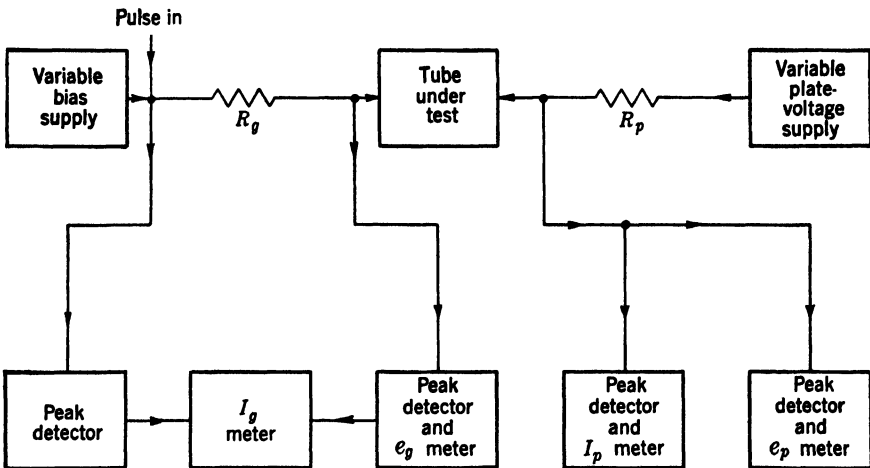 Pulse in
Variable
bias
supply
R_g
Tube
under
test
R_p
Variable
plate-
voltage
supply
Peak
detector
I_g
meter
Peak
detector
and
e_g meter
Peak
detector
and
I_p meter
Peak
detector
and
e_p meter